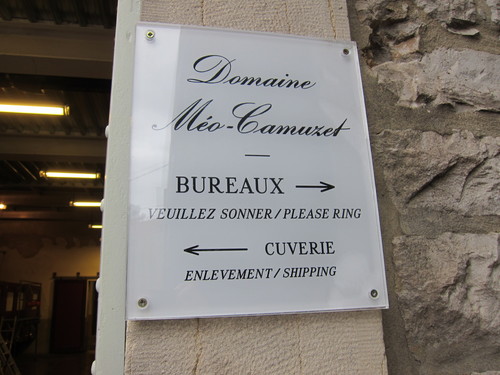 Domaine
Méo-Camuzet
—
BUREAUX →
VEUILLEZ SONNER / PLEASE RING
← CUVERIE
ENLEVEMENT / SHIPPING